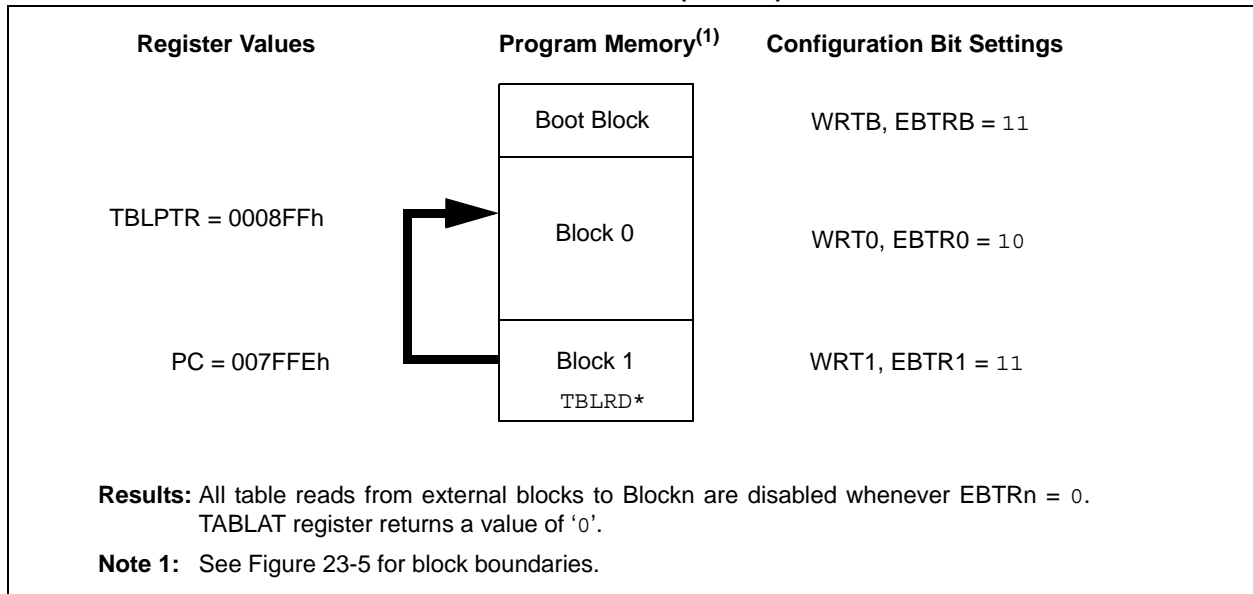 Register Values Program Memory(1) Configuration Bit Settings
Boot Block WRTB, EBTRB = 11
TBLPTR = 0008FFh
Block 0
WRT0, EBTR0 = 10
PC = 007FFEh Block 1 WRT1, EBTR1 = 11
TBLRD*
Results: All table reads from external blocks to Blockn are disabled whenever EBTRn = 0.
TABLAT register returns a value of ‘0’.
Note 1: See Figure 23-5 for block boundaries.